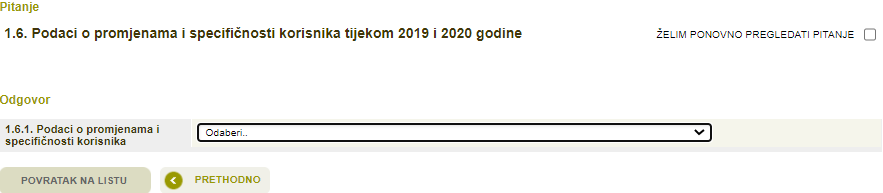 Pitanje
1.6. Podaci o promjenama i specifičnosti korisnika tijekom 2019 i 2020 godine
ŽELIM PONOVNO PREGLEDATI PITANJE
Odgovor
1.6.1. Podaci o promjenama i
specifičnosti korisnika
Odaberi..
POVRATAK NA LISTU
PRETHODNO